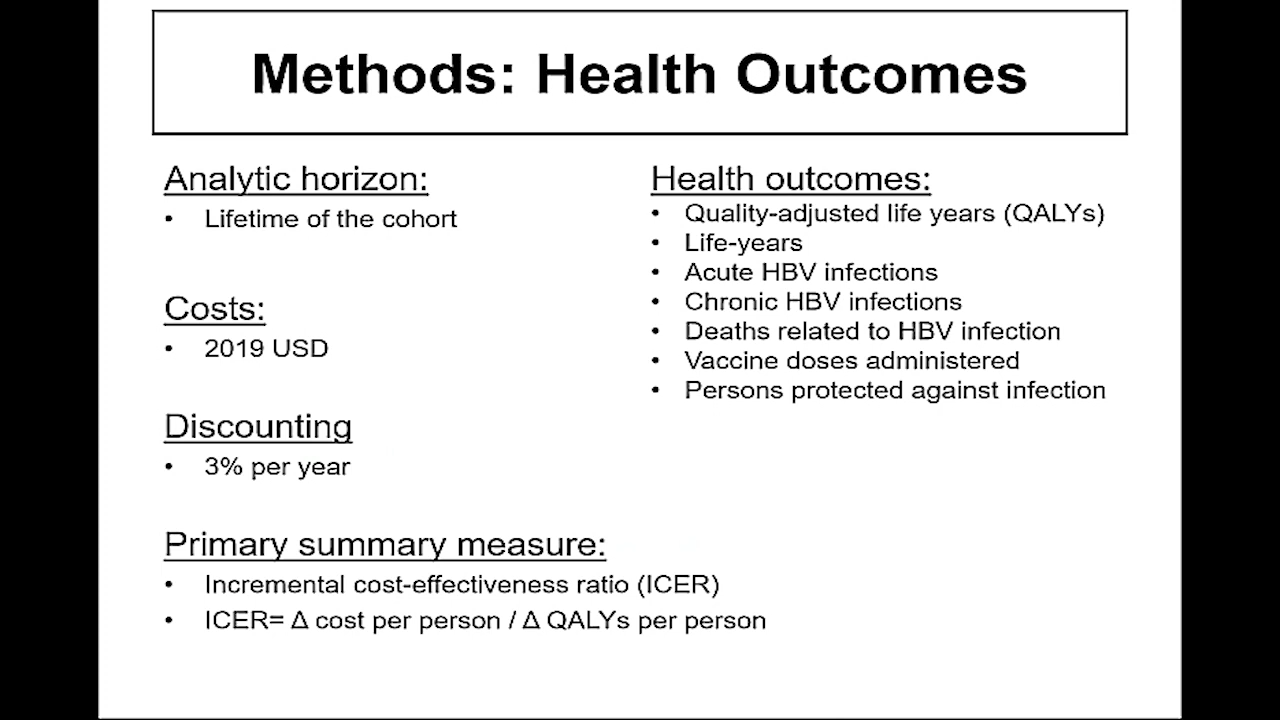 Methods: Health Outcomes
Analytic horizon:
• Lifetime of the cohort
Costs:
• 2019 USD
Discounting
• 3% per year
Primary summary measure:
• Incremental cost-effectiveness ratio (ICER)
• ICER= Δ cost per person / Δ QALYs per person
Health outcomes:
• Quality-adjusted life years (QALYs)
• Life-years
• Acute HBV infections
• Chronic HBV infections
• Deaths related to HBV infection
• Vaccine doses administered
• Persons protected against infection